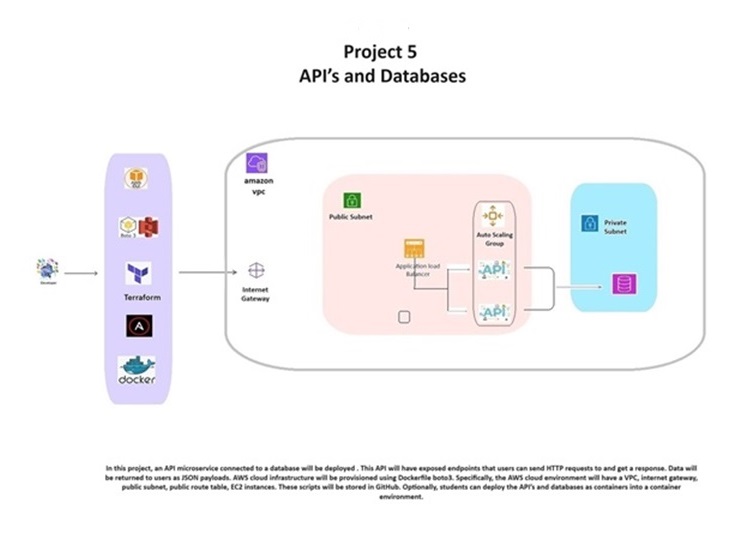 Project 5
API's and Databases
amazon
vpc
Public Subnet
Auto Scaling
Group
Private
Subnet
Boto 3
Application load
Balancer
API
Developer
Terraform
Internet
Gateway
API
A
docker
In this project, an API microservice connected to a database will be deployed . This API will have exposed endpoints that users can send HTTP requests to and get a response. Data will
be returned to users as JSON payloads. AWS cloud infrastructure will be provisioned using Dockerfile boto3. Specifically, the AWS cloud environment will have a VPC, internet gateway,
public subnet, public route table, EC2 instances. These scripts will be stored in GitHub. Optionally, students can deploy the API's and databases as containers into a container
environment.